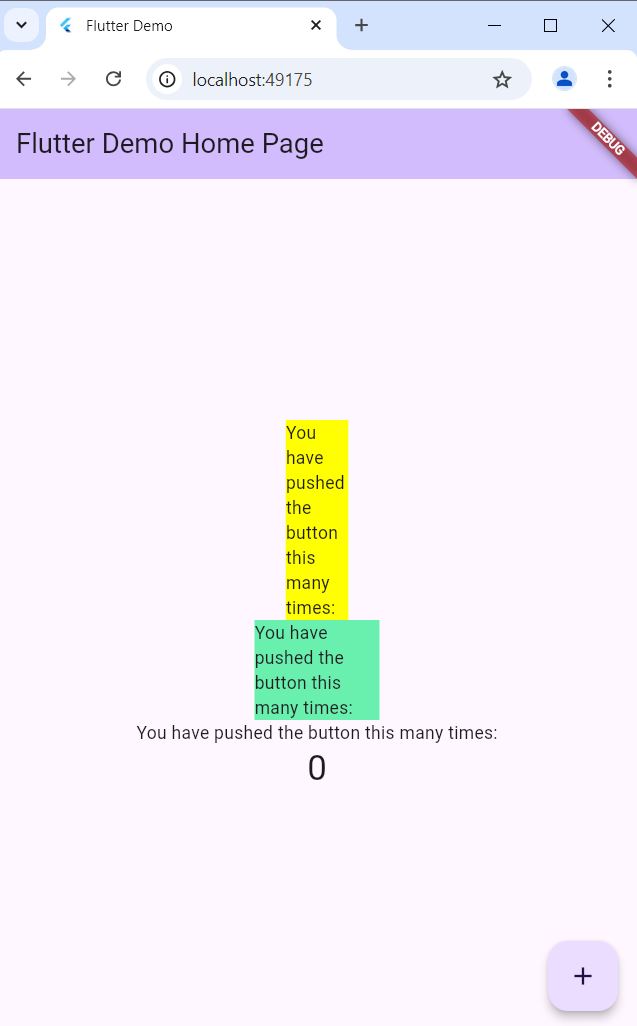 Flutter Demo
localhost:49175
Flutter Demo Home Page
DEBUG
You
have
pushed
the
button
this
many
times:
You have
pushed the
button this
many times:
You have pushed the button this many times:
0